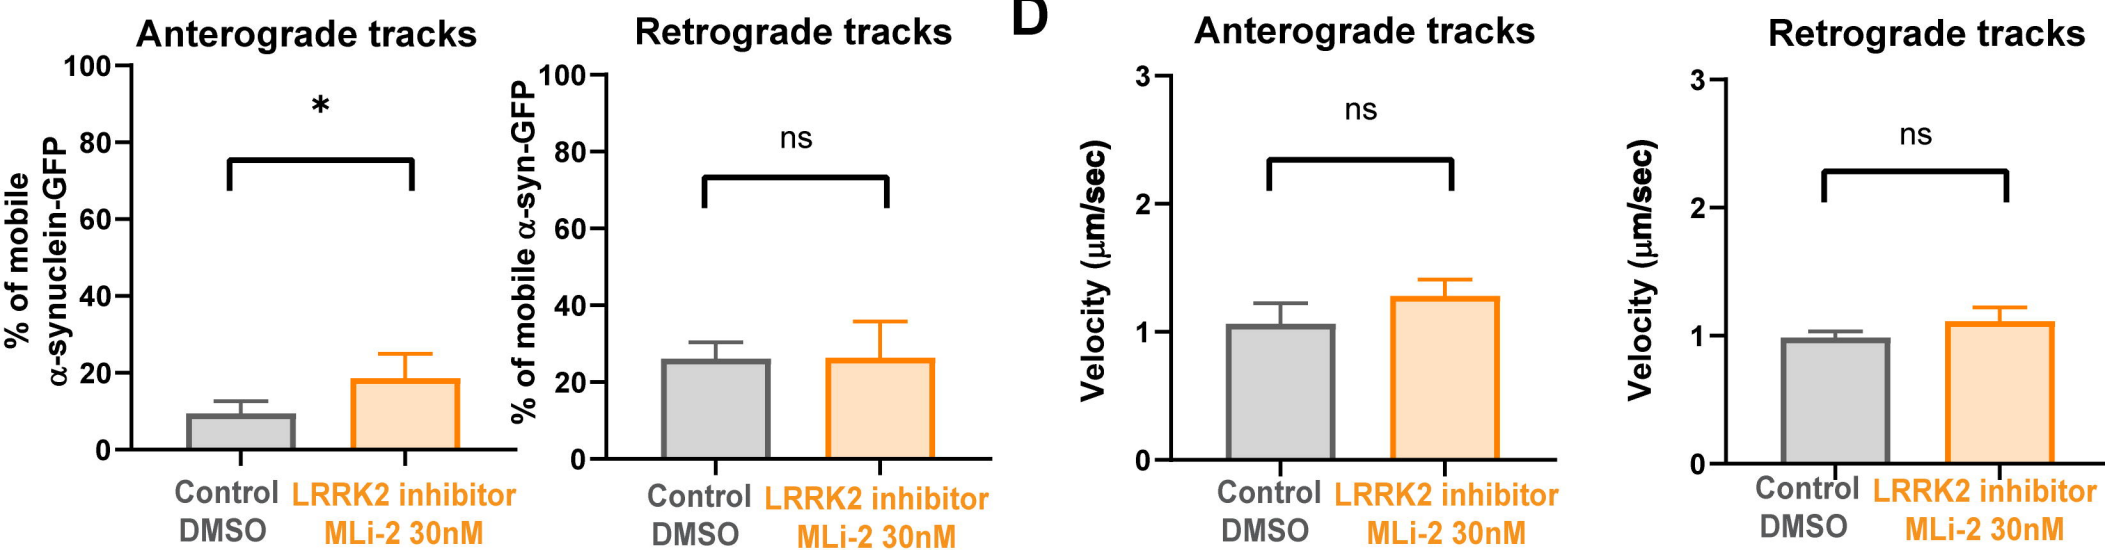 Anterograde tracks
% of mobile
α-synuclein-GFP
100
80
60
40
20
0
*
Control
DMSO
LRRK2 inhibitor
MLi-2 30nM
Retrograde tracks
% of mobile α-syn-GFP
100
80
60
40
20
0
ns
Control
DMSO
LRRK2 inhibitor
MLi-2 30nM
D
Anterograde tracks
Velocity (μm/sec)
3
2
1
0
ns
Control
DMSO
LRRK2 inhibitor
MLi-2 30nM
Retrograde tracks
Velocity (μm/sec)
3
2
1
0
ns
Control
DMSO
LRRK2 inhibitor
MLi-2 30nM